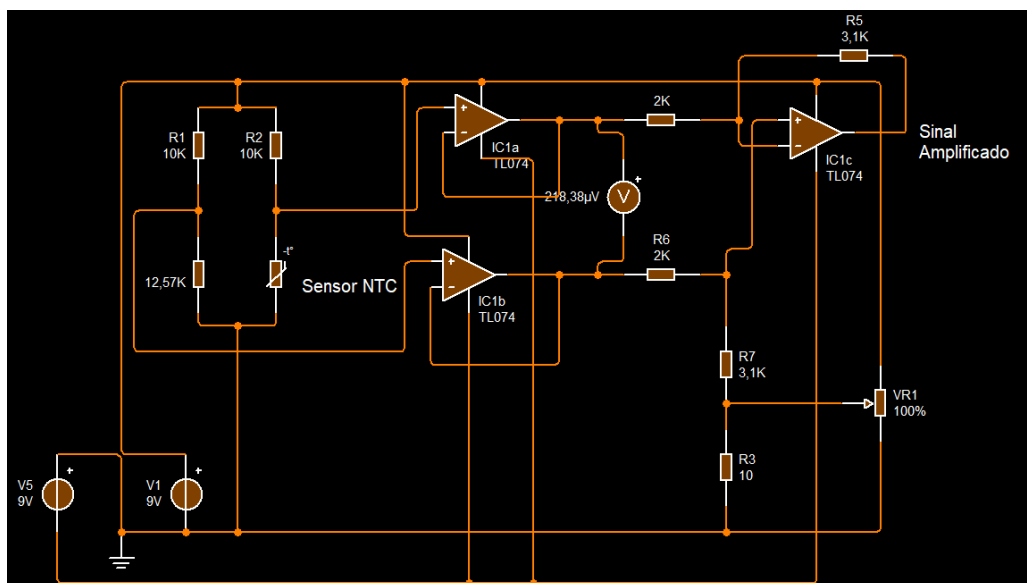 R5
3,1K
R1
10K
R2
10K
2K
+
-
IC1a
TL074
+
-
IC1c
TL074
Sinal
Amplificado
+
218,38µV
V
R6
2K
-t°
12,57K
Sensor NTC
+
-
IC1b
TL074
R7
3,1K
VR1
100%
R3
10
V5
9V
+
V1
9V
+